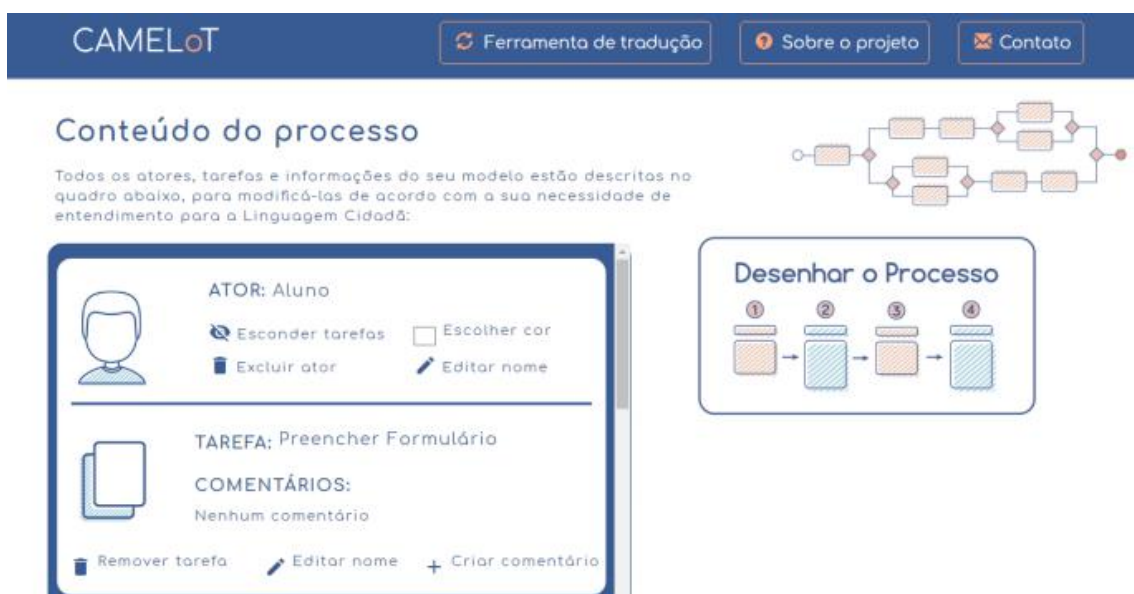 CAMELoT
Ferramenta de tradução
Sobre o projeto
Contato
Conteúdo do processo
Todos os atores, tarefas e informações do seu modelo estão descritas no
quadro abaixo, para modificá-las de acordo com a sua necessidade de
entendimento para a Linguagem Cidadã:
ATOR: Aluno
Esconder tarefas
Escolher cor
Excluir ator
Editar nome
TAREFA: Preencher Formulário
COMENTÁRIOS:
Nenhum comentário
Remover tarefa
Editar nome
Criar comentário
Desenhar o Processo
1 2 3 4